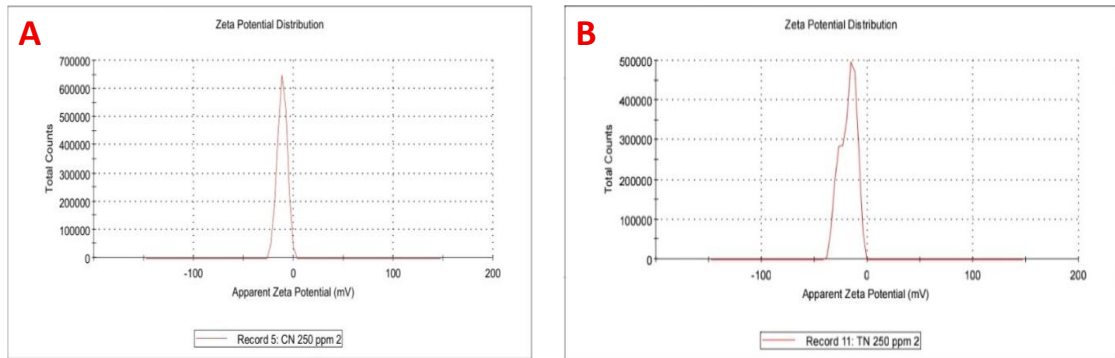 A
Zeta Potential Distribution
700000
600000
500000
400000
300000
200000
100000
0
Total Counts
-100
0
100
200
Apparent Zeta Potential (mV)
Record 5: CN 250 ppm 2
B
Zeta Potential Distribution
500000
400000
300000
200000
100000
0
Total Counts
-100
0
100
200
Apparent Zeta Potential (mV)
Record 11: TN 250 ppm 2